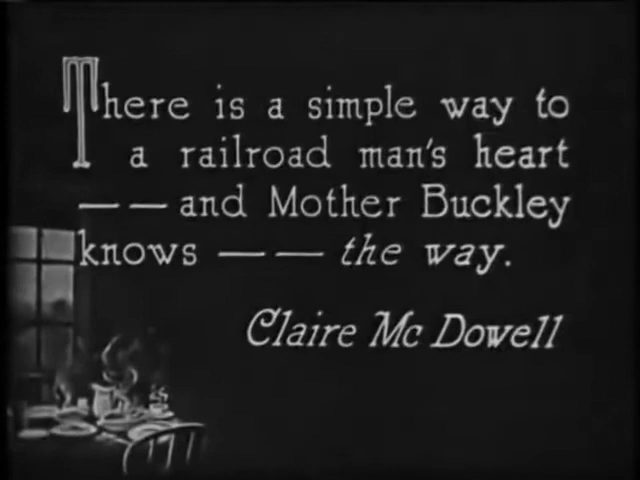 There is a simple way to
a railroad man's heart
— — and Mother Buckley
knows — — the way.
Claire Mc Dowell